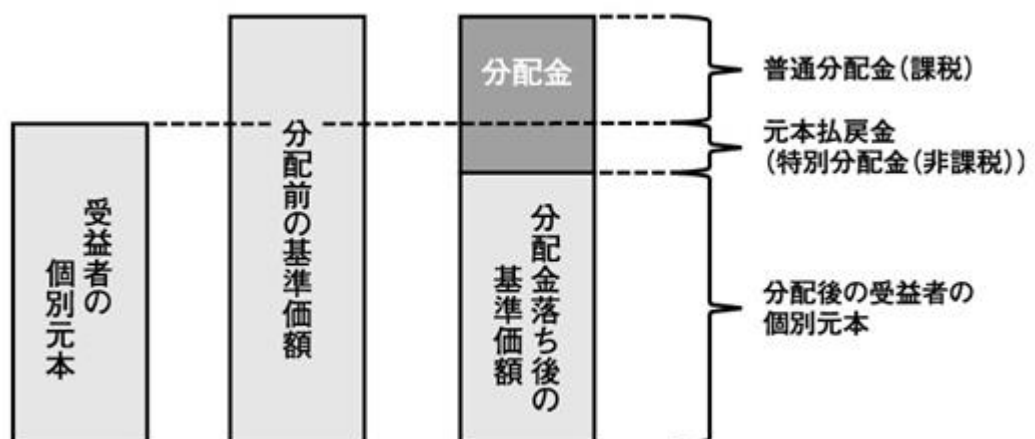 受益者の
個別元本
分配前の基準価額
分配金
分配金落ち後の
基準価額
普通分配金(課税)
元本払戻金
(特別分配金(非課税))
分配後の受益者の
個別元本